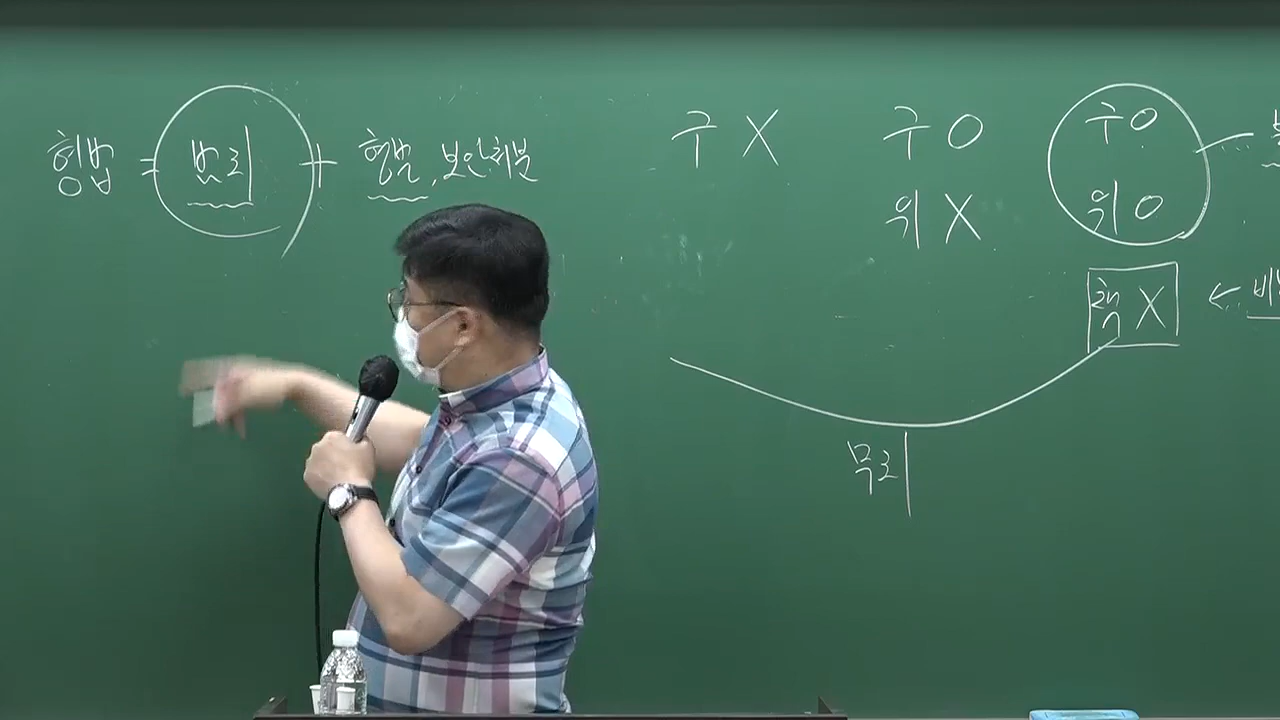 형법 = 범죄 + 형벌, 보안처분
구 X 구 O 구 O
위 X 위 O
책 X ←
무죄